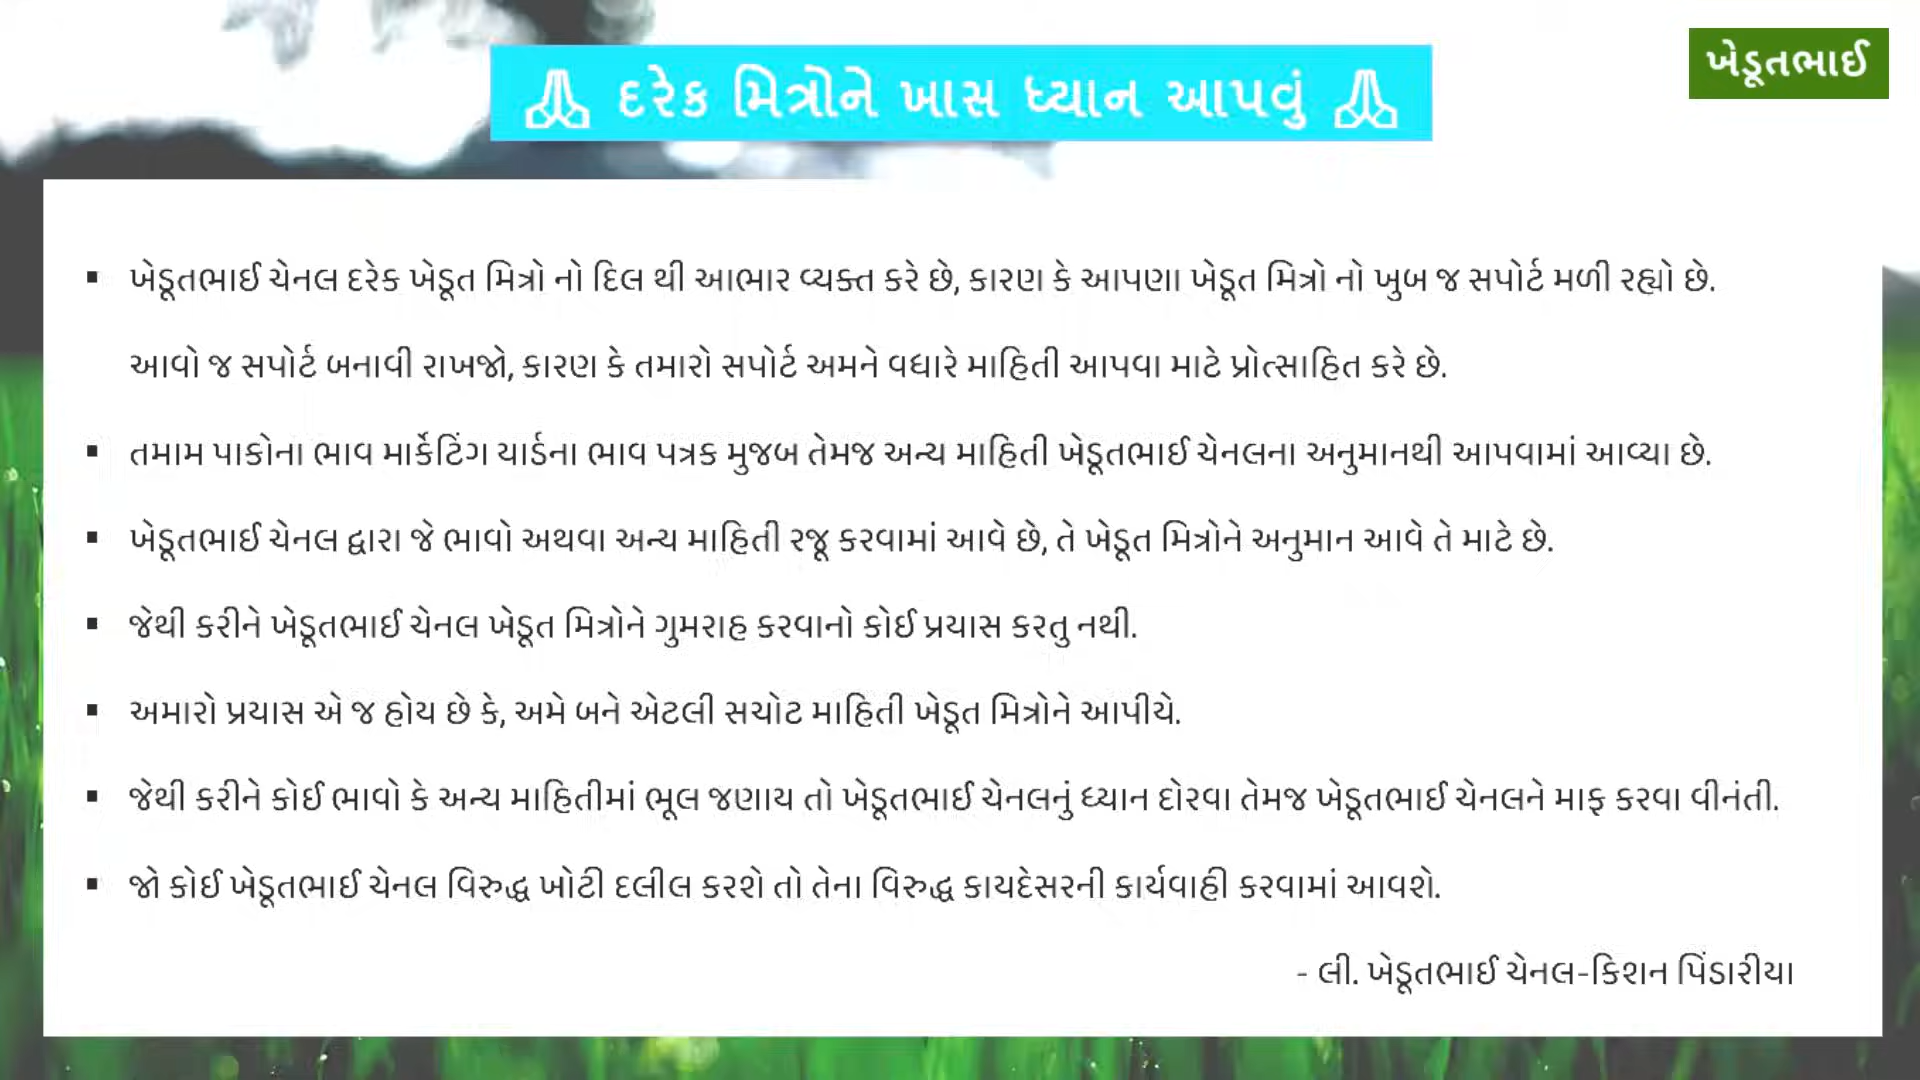 ખેડૂતભાઈ
🙏 દરેક મિત્રોને ખાસ ધ્યાન આપવું 🙏
▪ ખેડૂતભાઈ ચેનલ દરેક ખેડૂત મિત્રો નો દિલ થી આભાર વ્યક્ત કરે છે, કારણ કે આપણા ખેડૂત મિત્રો નો ખુબ જ સપોર્ટ મળી રહ્યો છે.
આવો જ સપોર્ટ બનાવી રાખજો, કારણ કે તમારો સપોર્ટ અમને વધારે માહિતી આપવા માટે પ્રોત્સાહિત કરે છે.
▪ તમામ પાકોના ભાવ માર્કેટિંગ યાર્ડના ભાવ પત્રક મુજબ તેમજ અન્ય માહિતી ખેડૂતભાઈ ચેનલના અનુમાનથી આપવામાં આવ્યા છે.
▪ ખેડૂતભાઈ ચેનલ દ્વારા જે ભાવો અથવા અન્ય માહિતી રજૂ કરવામાં આવે છે, તે ખેડૂત મિત્રોને અનુમાન આવે તે માટે છે.
▪ જેથી કરીને ખેડૂતભાઈ ચેનલ ખેડૂત મિત્રોને ગુમરાહ કરવાનો કોઈ પ્રયાસ કરતુ નથી.
▪ અમારો પ્રયાસ એ જ હોય છે કે, અમે બને એટલી સચોટ માહિતી ખેડૂત મિત્રોને આપીયે.
▪ જેથી કરીને કોઈ ભાવો કે અન્ય માહિતીમાં ભૂલ જણાય તો ખેડૂતભાઈ ચેનલનું ધ્યાન દોરવા તેમજ ખેડૂતભાઈ ચેનલને માફ કરવા વીનંતી.
▪ જો કોઈ ખેડૂતભાઈ ચેનલ વિરુદ્ધ ખોટી દલીલ કરશે તો તેના વિરુદ્ધ કાયદેસરની કાર્યવાહી કરવામાં આવશે.
- લી. ખેડૂતભાઈ ચેનલ-કિશન પિંડારીયા